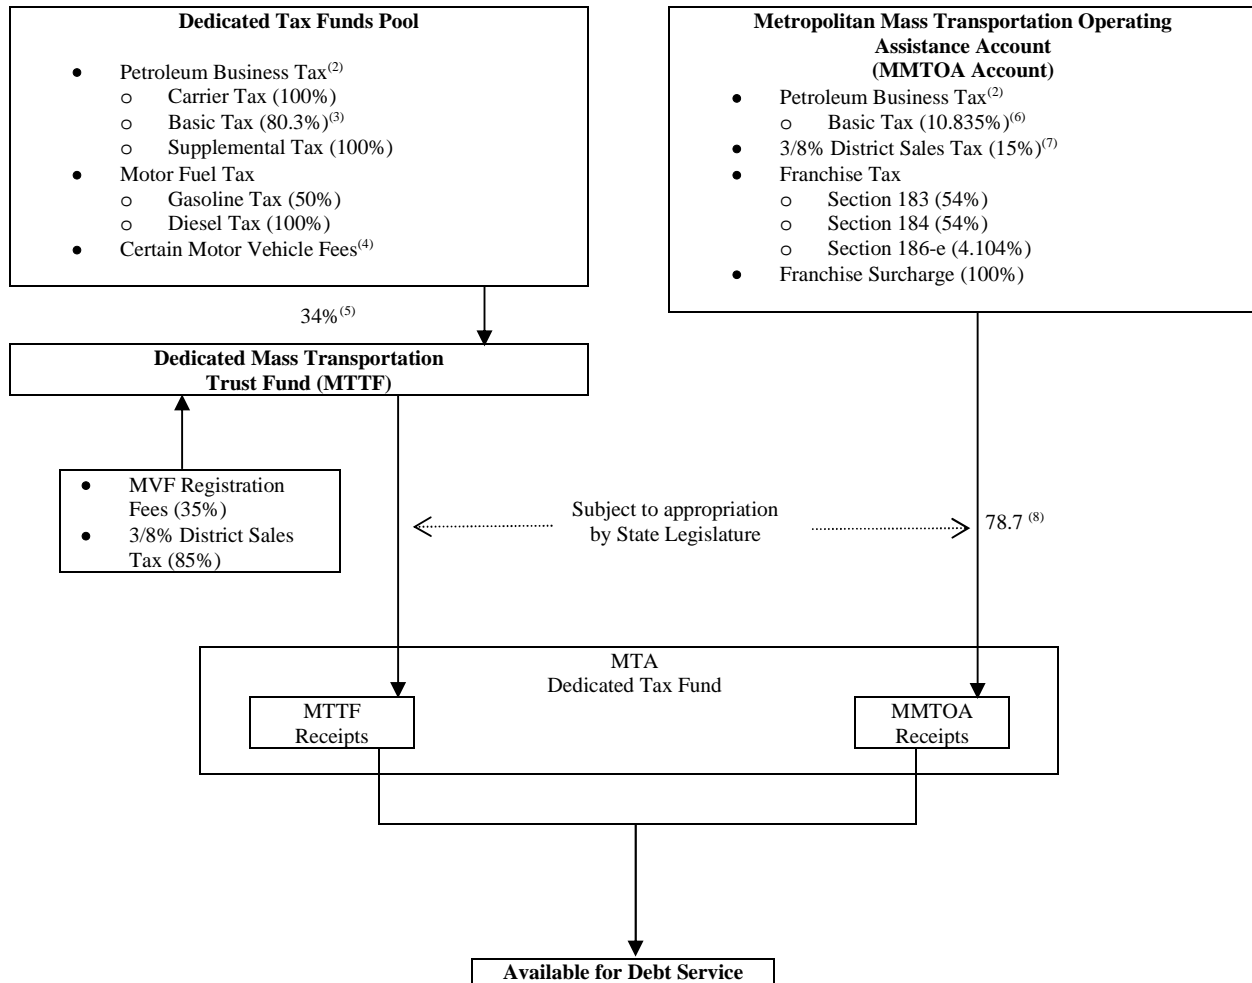 Dedicated Tax Funds Pool
● Petroleum Business Tax(2)
o Carrier Tax (100%)
o Basic Tax (80.3%)(3)
o Supplemental Tax (100%)
● Motor Fuel Tax
o Gasoline Tax (50%)
o Diesel Tax (100%)
● Certain Motor Vehicle Fees(4)
Metropolitan Mass Transportation Operating
Assistance Account
(MMTOA Account)
● Petroleum Business Tax(2)
o Basic Tax (10.835%)(6)
● 3/8% District Sales Tax (15%)(7)
● Franchise Tax
o Section 183 (54%)
o Section 184 (54%)
o Section 186-e (4.104%)
● Franchise Surcharge (100%)
34%(5)
Dedicated Mass Transportation
Trust Fund (MTTF)
● MVF Registration
Fees (35%)
● 3/8% District Sales
Tax (85%)
Subject to appropriation
by State Legislature
78.7 (8)
MTA
Dedicated Tax Fund
MTTF
Receipts
MMTOA
Receipts
Available for Debt Service